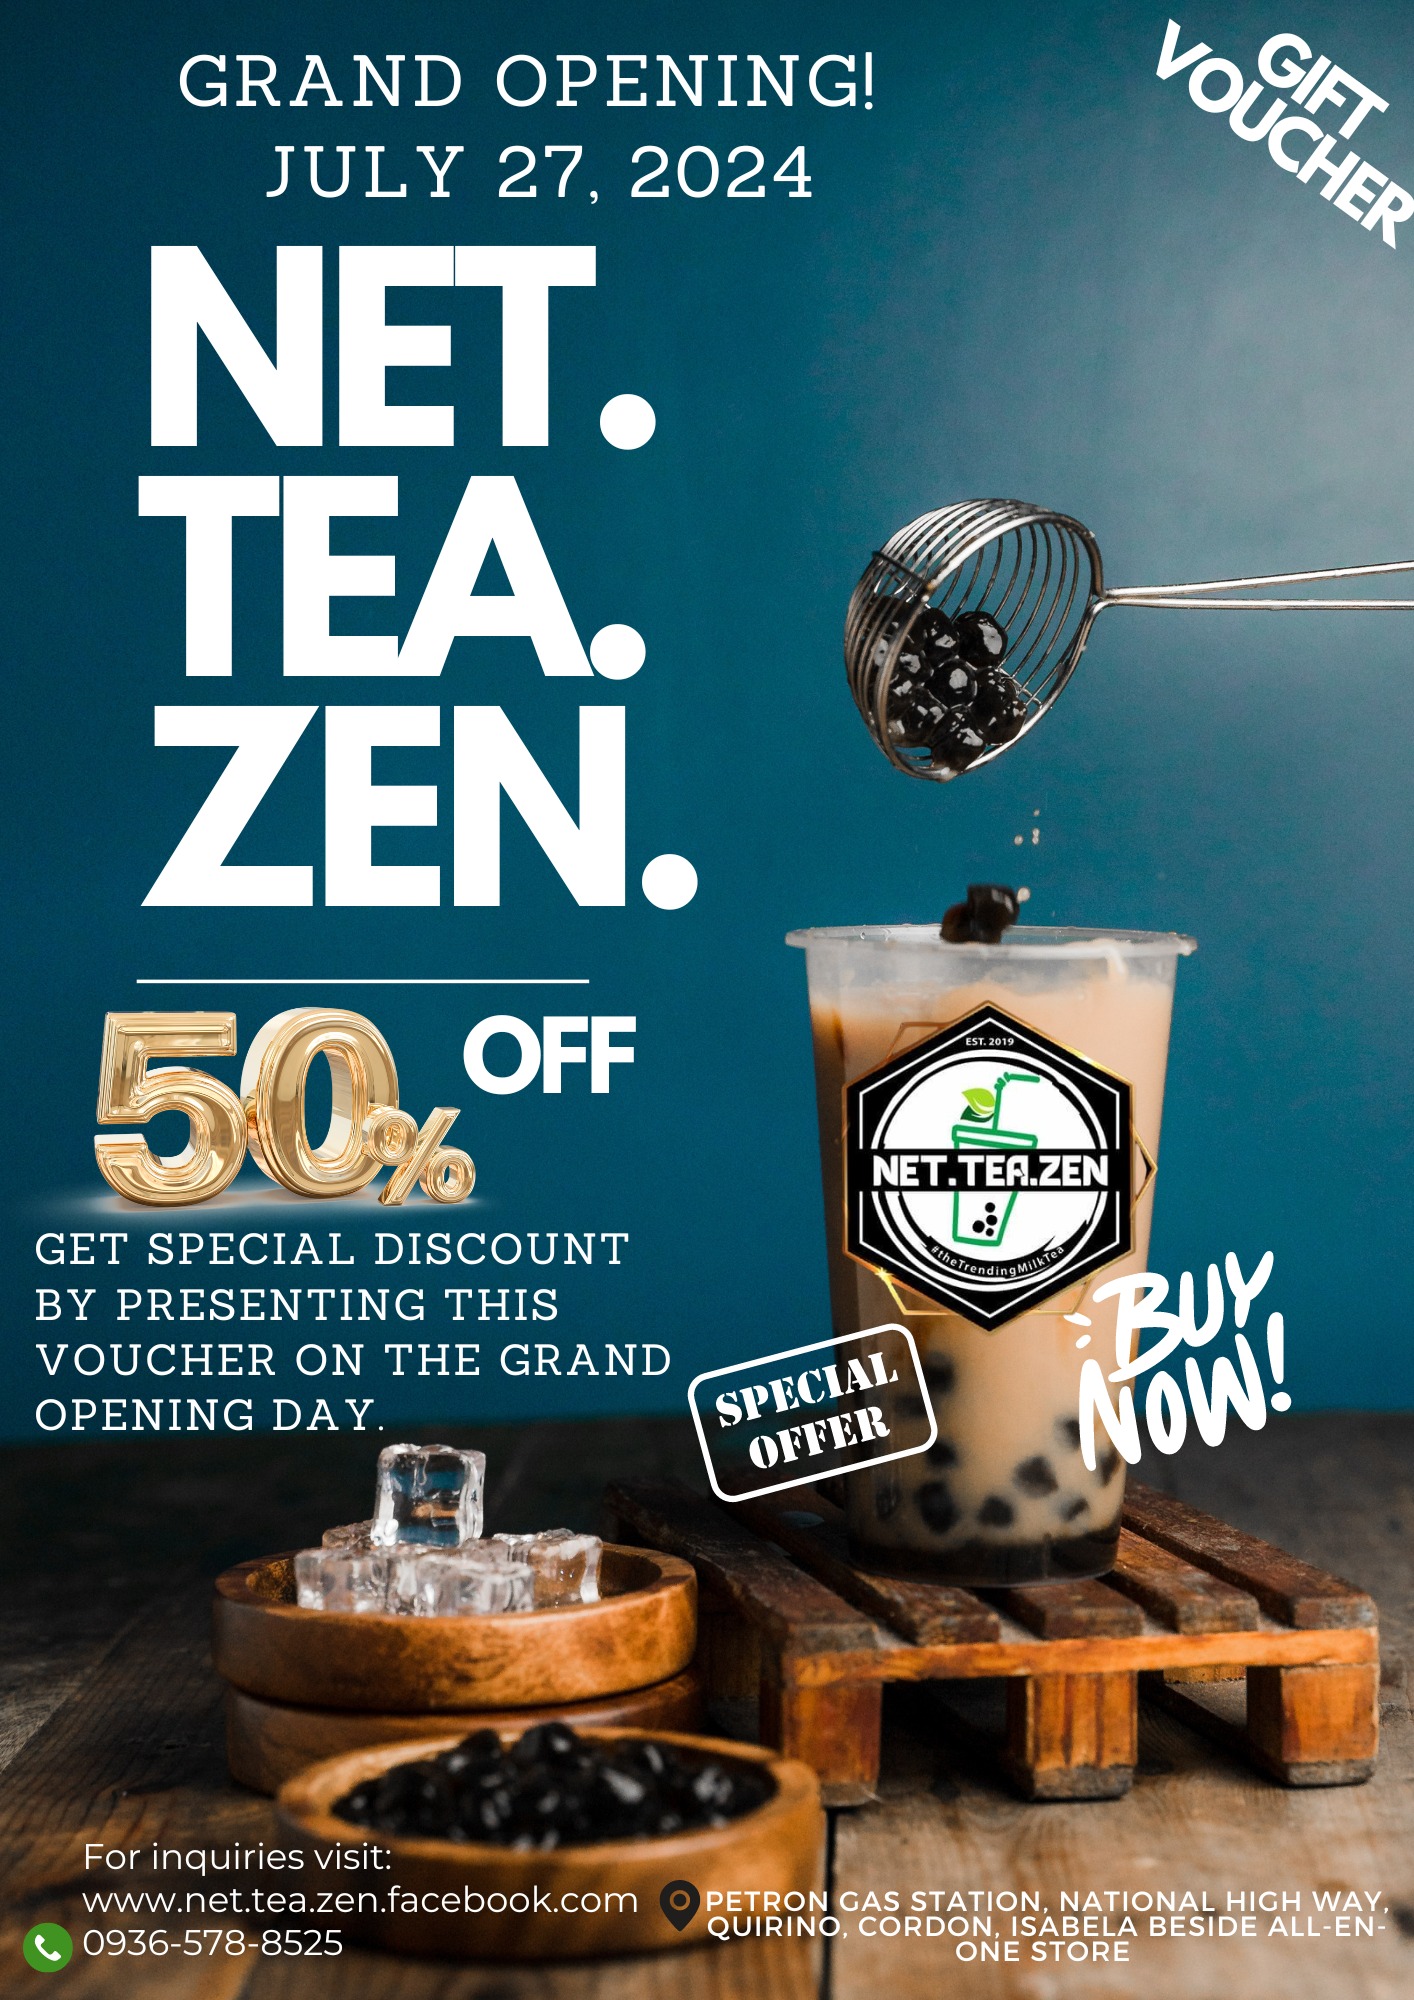 GRAND OPENING!
JULY 27, 2024
GIFT
VOUCHER
NET.
TEA.
ZEN.
50% OFF
GET SPECIAL DISCOUNT
BY PRESENTING THIS
VOUCHER ON THE GRAND
OPENING DAY.
EST. 2019
NET.TEA.ZEN
#theTrendingMilkTea
SPECIAL
OFFER
BUY
NOW!
For inquiries visit:
www.net.tea.zen.facebook.com
0936-578-8525
PETRON GAS STATION, NATIONAL HIGH WAY,
QUIRINO, CORDON, ISABELA BESIDE ALL-EN-
ONE STORE